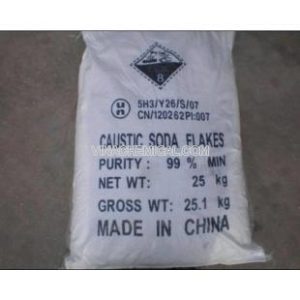 8
5H3/Y26/S/07
CN/120262PI:007
CAUSTIC SODA FLAKES
VINACHEMICAL.COM
PURITY: 99 % MIN
NET WT: 25 kg
GROSS WT: 25.1 kg
MADE IN CHINA